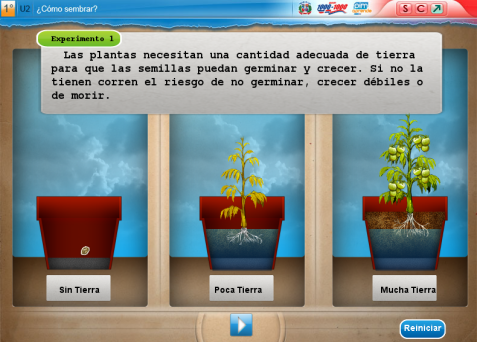 1° U2 ¿Cómo sembrar?
S C
Experimento 1
Las plantas necesitan una cantidad adecuada de tierra
para que las semillas puedan germinar y crecer. Si no la
tienen corren el riesgo de no germinar, crecer débiles o
de morir.
Sin Tierra
Poca Tierra
Mucha Tierra
Reiniciar